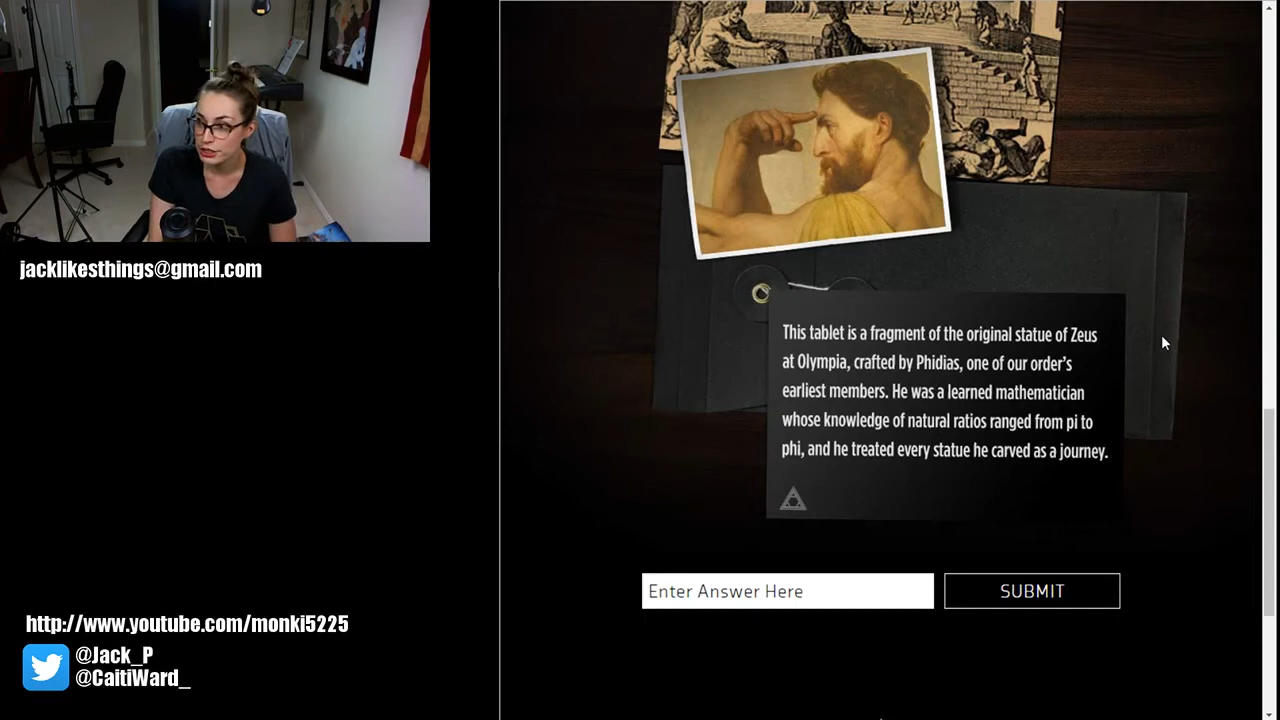 jacklikesthings@gmail.com
This tablet is a fragment of the original statue of Zeus
at Olympia, crafted by Phidias, one of our order's
earliest members. He was a learned mathematician
whose knowledge of natural ratios ranged from pi to
phi, and he treated every statue he carved as a journey.
Enter Answer Here
SUBMIT
http://www.youtube.com/monki5225
@Jack_P
@CaitiWard_